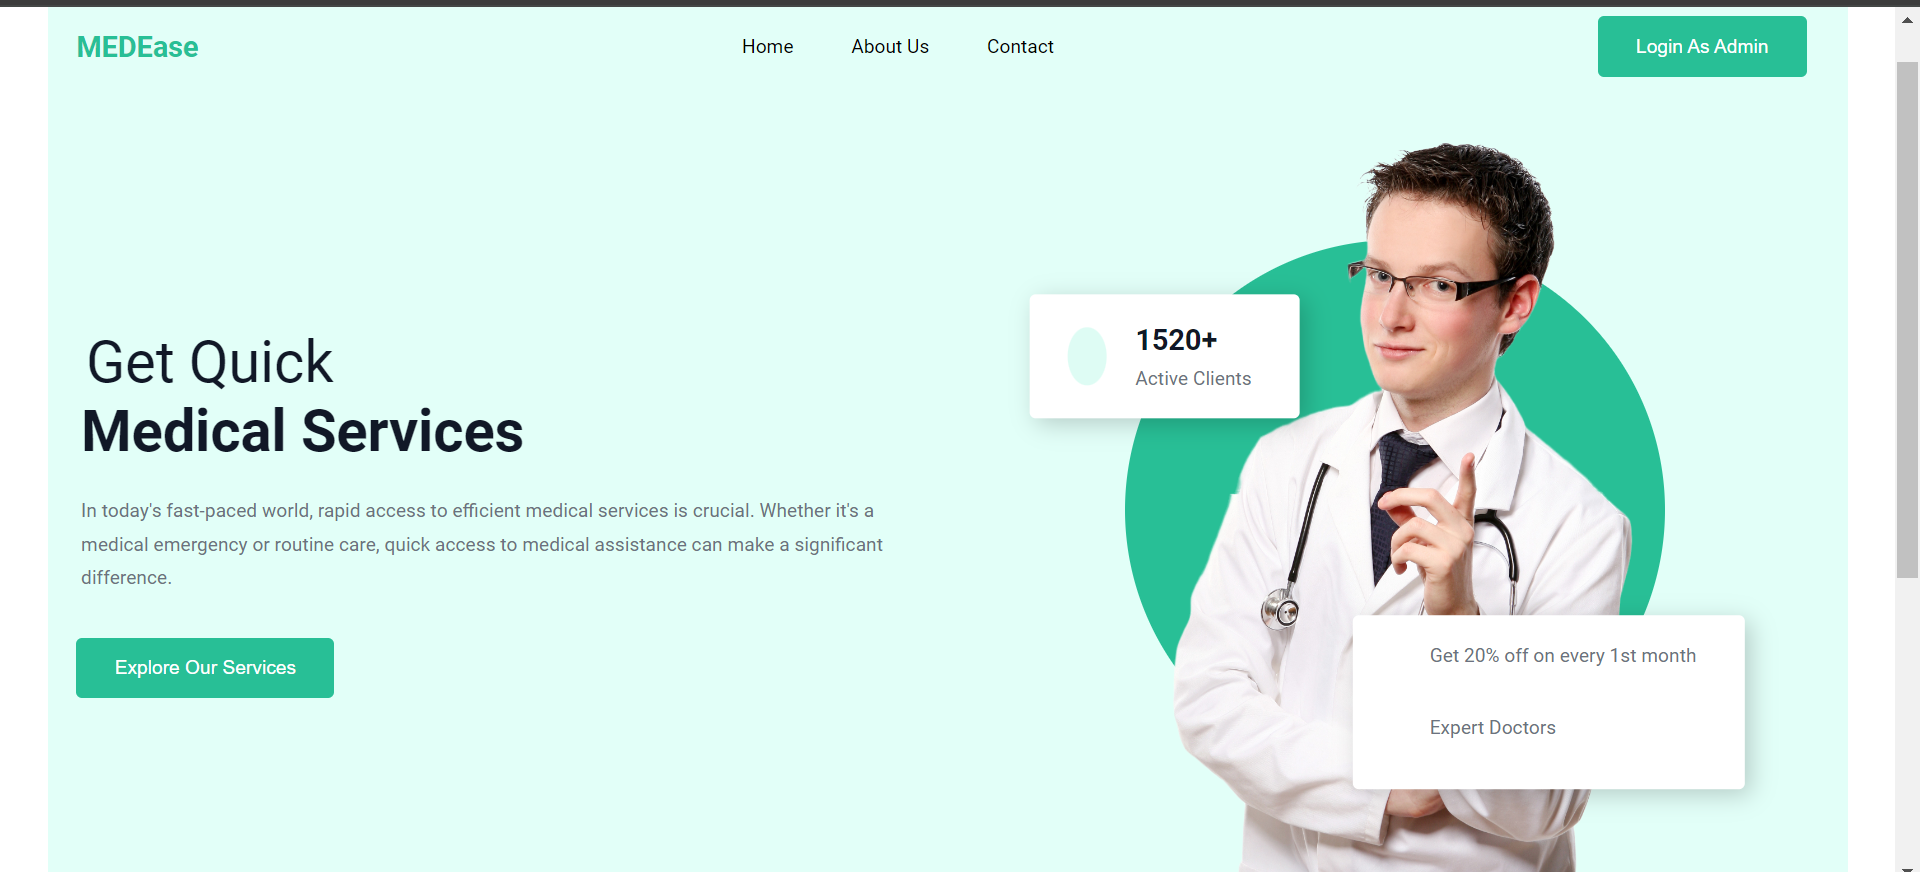 MEDEase
Home
About Us
Contact
Login As Admin
Get Quick
Medical Services
In today's fast-paced world, rapid access to efficient medical services is crucial. Whether it's a
medical emergency or routine care, quick access to medical assistance can make a significant
difference.
Explore Our Services
1520+
Active Clients
Get 20% off on every 1st month
Expert Doctors